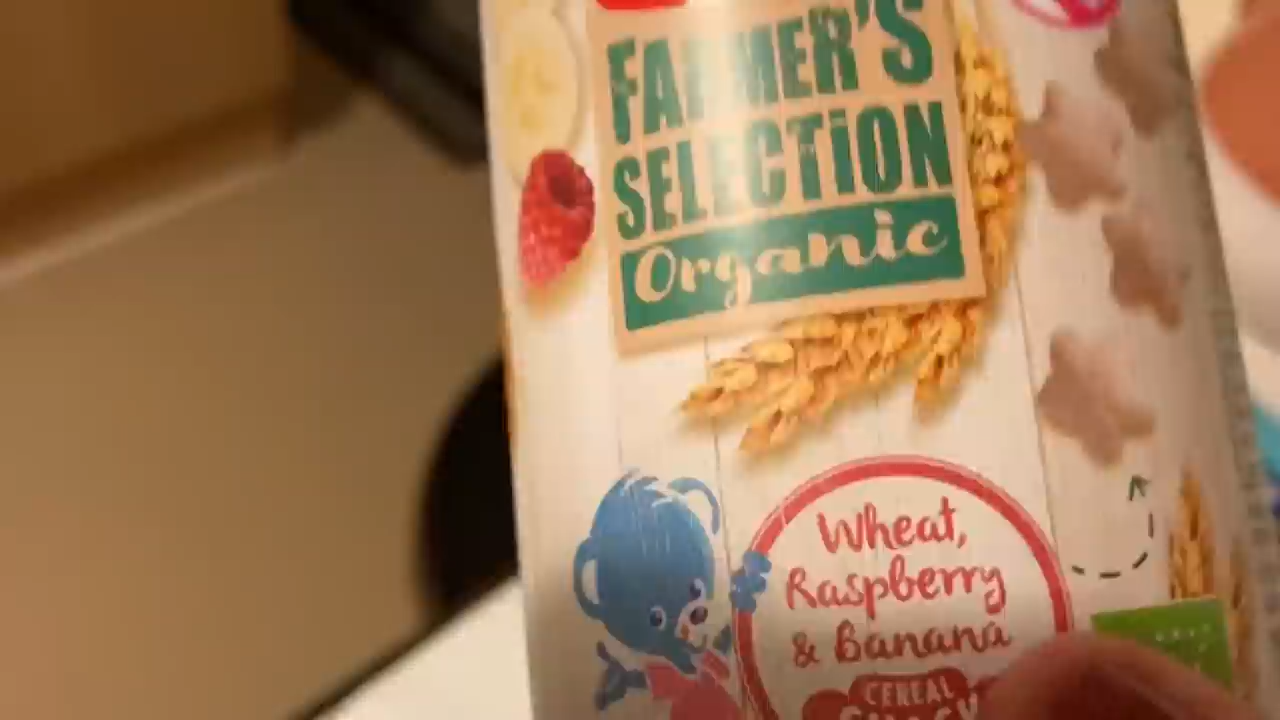 FARMER'S
SELECTION
Organic
Wheat,
Raspberry
& Banana
CEREAL